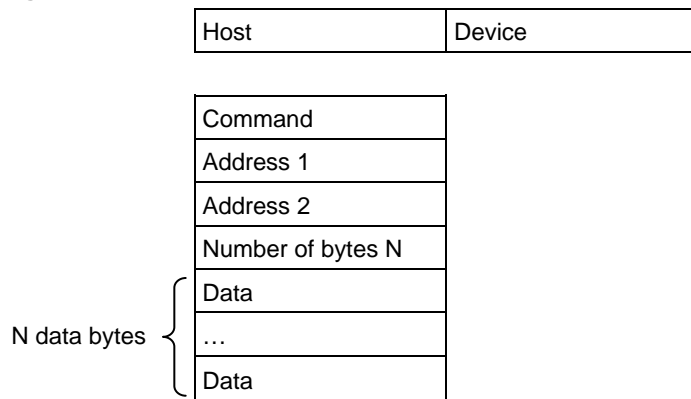 Host Device
Command
Address 1
Address 2
Number of bytes N
Data
N data bytes …
Data